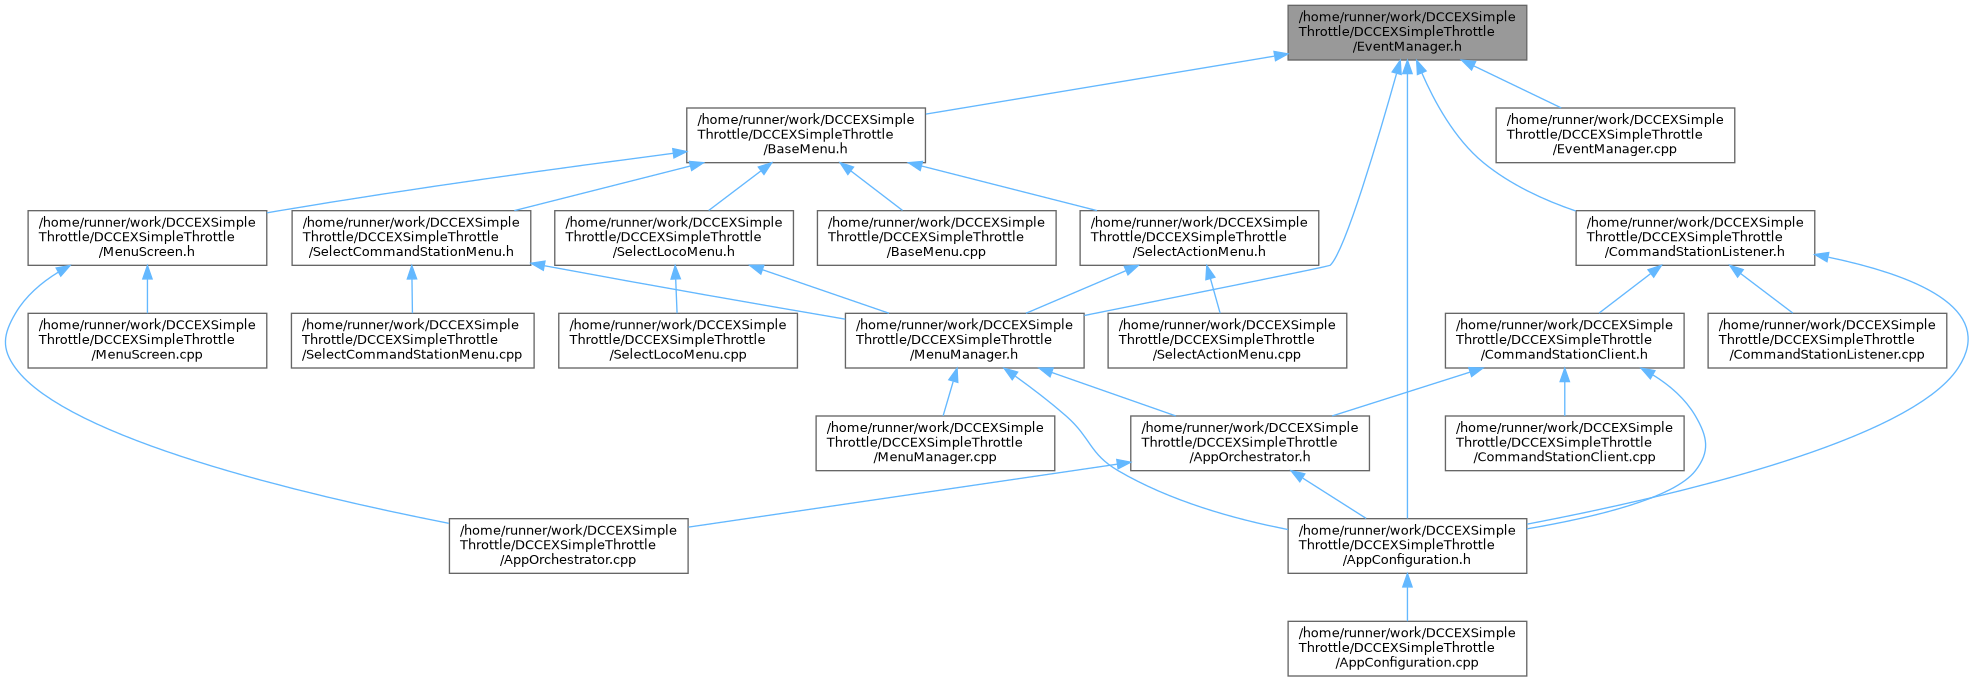 /home/runner/work/DCCEXSimple
Throttle/DCCEXSimpleThrottle
/EventManager.h
/home/runner/work/DCCEXSimple
Throttle/DCCEXSimpleThrottle
/BaseMenu.h
/home/runner/work/DCCEXSimple
Throttle/DCCEXSimpleThrottle
/EventManager.cpp
/home/runner/work/DCCEXSimple
Throttle/DCCEXSimpleThrottle
/MenuScreen.h
/home/runner/work/DCCEXSimple
Throttle/DCCEXSimpleThrottle
/SelectCommandStationMenu.h
/home/runner/work/DCCEXSimple
Throttle/DCCEXSimpleThrottle
/SelectLocoMenu.h
/home/runner/work/DCCEXSimple
Throttle/DCCEXSimpleThrottle
/BaseMenu.cpp
/home/runner/work/DCCEXSimple
Throttle/DCCEXSimpleThrottle
/SelectActionMenu.h
/home/runner/work/DCCEXSimple
Throttle/DCCEXSimpleThrottle
/CommandStationListener.h
/home/runner/work/DCCEXSimple
Throttle/DCCEXSimpleThrottle
/MenuScreen.cpp
/home/runner/work/DCCEXSimple
Throttle/DCCEXSimpleThrottle
/SelectCommandStationMenu.cpp
/home/runner/work/DCCEXSimple
Throttle/DCCEXSimpleThrottle
/SelectLocoMenu.cpp
/home/runner/work/DCCEXSimple
Throttle/DCCEXSimpleThrottle
/MenuManager.h
/home/runner/work/DCCEXSimple
Throttle/DCCEXSimpleThrottle
/SelectActionMenu.cpp
/home/runner/work/DCCEXSimple
Throttle/DCCEXSimpleThrottle
/CommandStationClient.h
/home/runner/work/DCCEXSimple
Throttle/DCCEXSimpleThrottle
/CommandStationListener.cpp
/home/runner/work/DCCEXSimple
Throttle/DCCEXSimpleThrottle
/MenuManager.cpp
/home/runner/work/DCCEXSimple
Throttle/DCCEXSimpleThrottle
/AppOrchestrator.h
/home/runner/work/DCCEXSimple
Throttle/DCCEXSimpleThrottle
/CommandStationClient.cpp
/home/runner/work/DCCEXSimple
Throttle/DCCEXSimpleThrottle
/AppOrchestrator.cpp
/home/runner/work/DCCEXSimple
Throttle/DCCEXSimpleThrottle
/AppConfiguration.h
/home/runner/work/DCCEXSimple
Throttle/DCCEXSimpleThrottle
/AppConfiguration.cpp